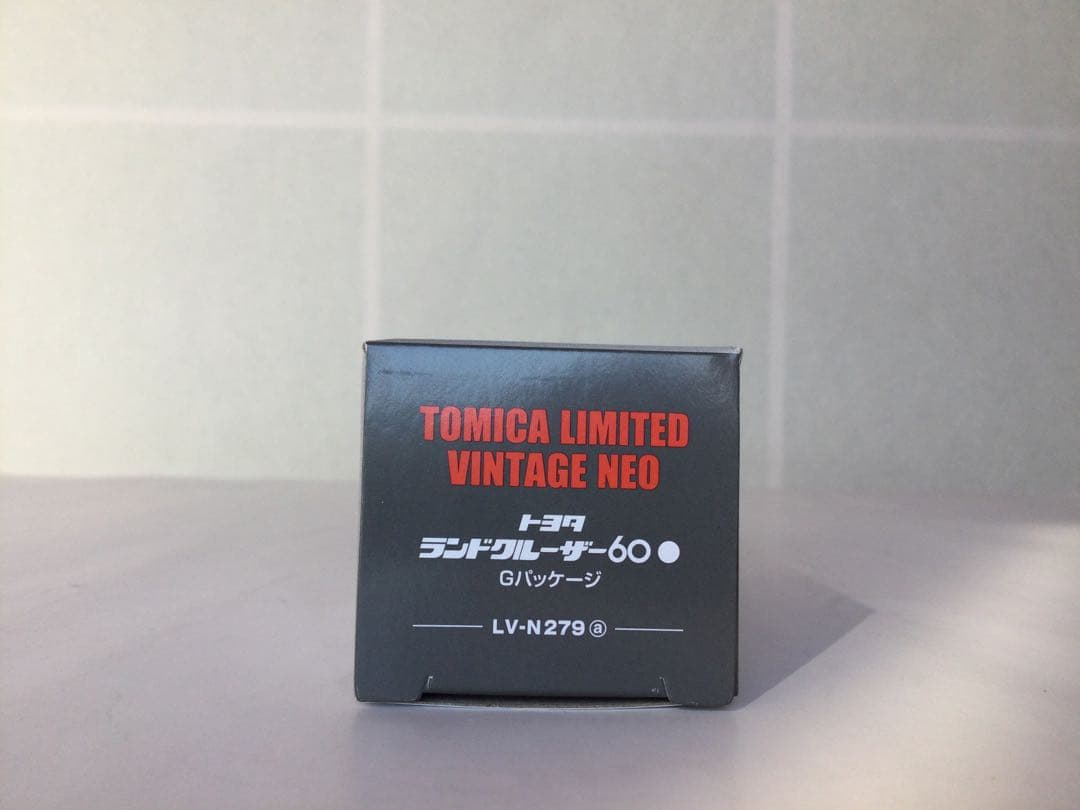 TOMICA LIMITED
VINTAGE NEO
トヨタ
ランドクルーザー60 ●
Gパッケージ
LV-N279ⓐ